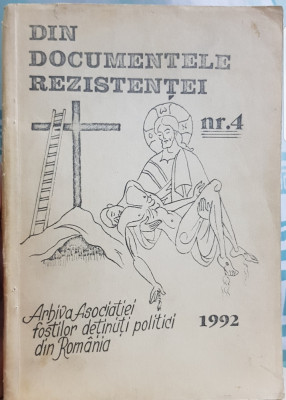 DIN
DOCUMENTELE
REZISTENȚEI
nr.4
Arhiva Asociației
foștilor deținuți politici
din România
1992